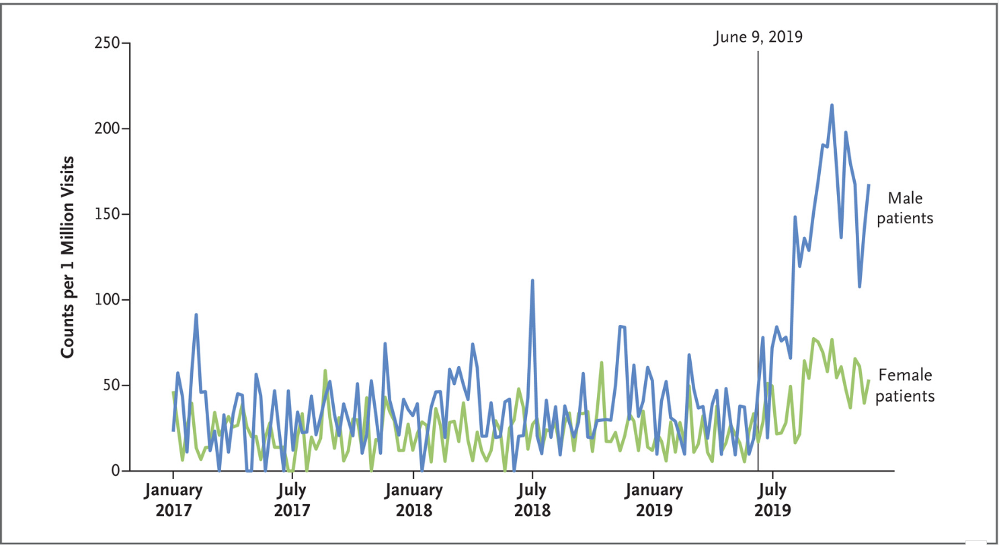 June 9, 2019
250
200
150
100
50
0
Counts per 1 Million Visits
Male
patients
Female
patients
January
2017
July
2017
January
2018
July
2018
January
2019
July
2019